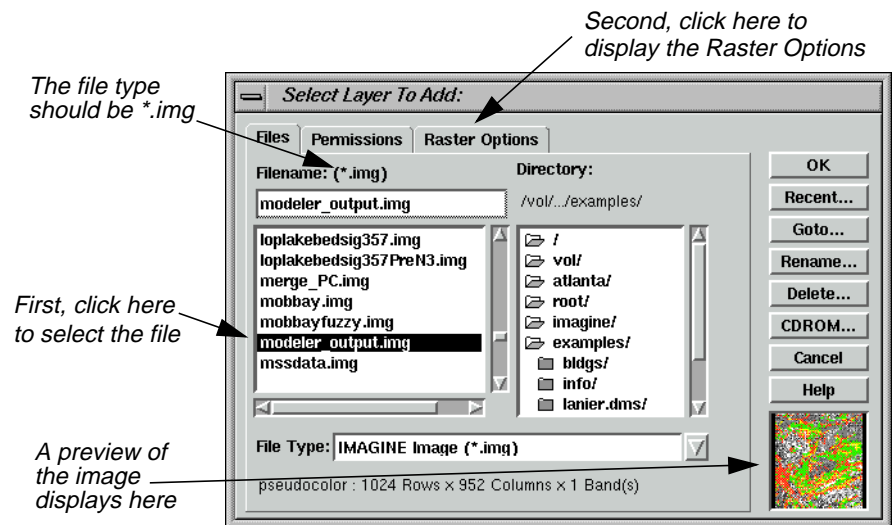 Second, click here to
display the Raster Options
The file type
should be *.img
Select Layer To Add:
Files
Permissions
Raster Options
Filename: (*.img)
Directory:
modeler_output.img
/vol/.../examples/
loplakebedsig357.img
loplakebedsig357PreN3.img
merge_PC.img
mobbay.img
mobbayfuzzy.img
modeler_output.img
mssdata.img
/
vol/
atlanta/
root/
imagine/
examples/
bldgs/
info/
lanier.dms/
OK
Recent...
Goto...
Rename...
Delete...
CDROM...
Cancel
Help
First, click here
to select the file
File Type:
IMAGINE Image (*.img)
A preview of
the image
displays here
pseudocolor : 1024 Rows x 952 Columns x 1 Band(s)